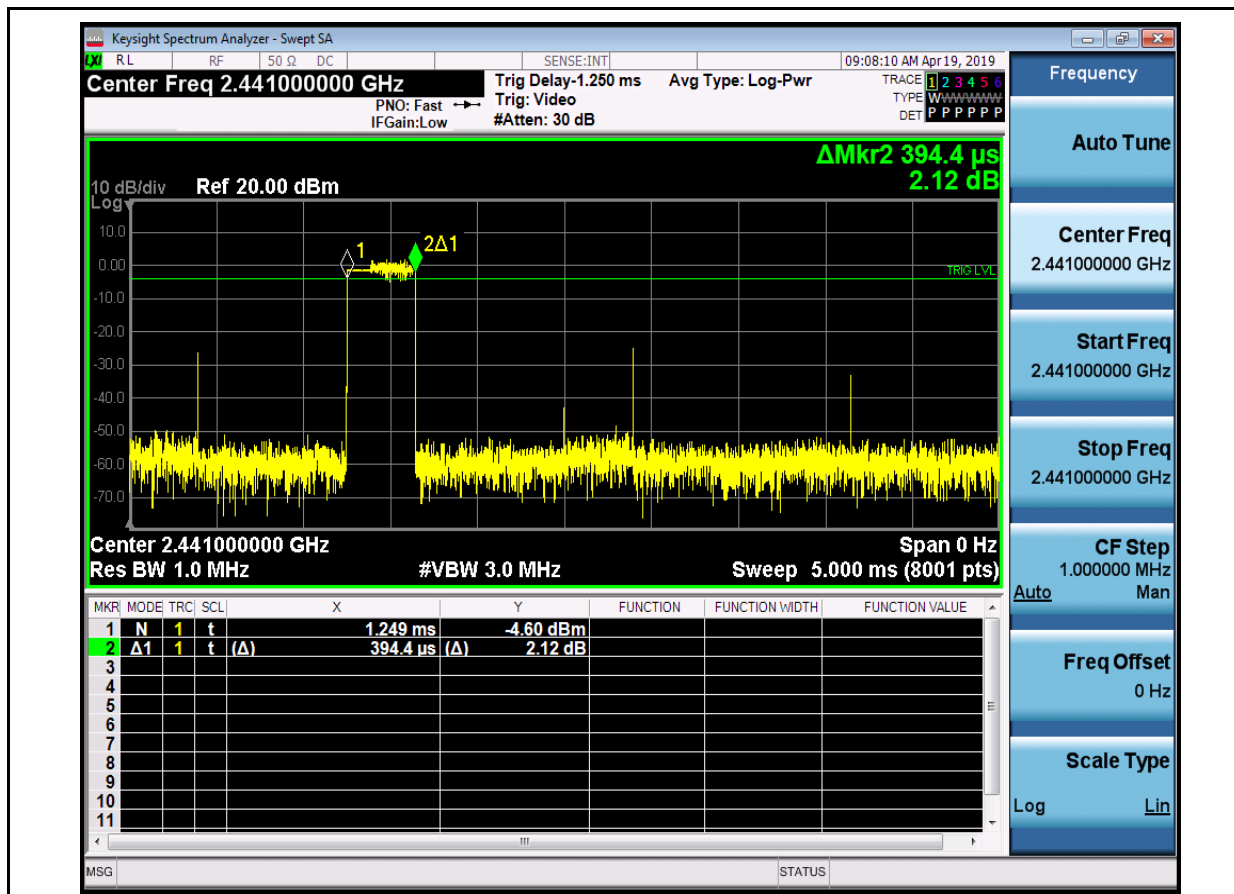 Keysight Spectrum Analyzer - Swept SA
LXI RL RF 50 Ω DC SENSE:INT 09:08:10 AM Apr 19, 2019
Center Freq 2.441000000 GHz
PNO: Fast
IFGain:Low
Trig Delay-1.250 ms
Trig: Video
#Atten: 30 dB
Avg Type: Log-Pwr
TRACE 1 2 3 4 5 6
TYPE WWWWWW
DET P P P P P P
ΔMkr2 394.4 µs
2.12 dB
10 dB/div Ref 20.00 dBm
Log
10.0
0.00
-10.0
-20.0
-30.0
-40.0
-50.0
-60.0
-70.0
1
2Δ1
TRIG LVL
Center 2.441000000 GHz Span 0 Hz
Res BW 1.0 MHz #VBW 3.0 MHz Sweep 5.000 ms (8001 pts)
MKR MODE TRC SCL X Y FUNCTION FUNCTION WIDTH FUNCTION VALUE
1 N 1 t 1.249 ms -4.60 dBm
2 Δ1 1 t (Δ) 394.4 µs (Δ) 2.12 dB
3
4
5
6
7
8
9
10
11
MSG STATUS
Frequency
Auto Tune
Center Freq
2.441000000 GHz
Start Freq
2.441000000 GHz
Stop Freq
2.441000000 GHz
CF Step
1.000000 MHz
Auto Man
Freq Offset
0 Hz
Scale Type
Log Lin